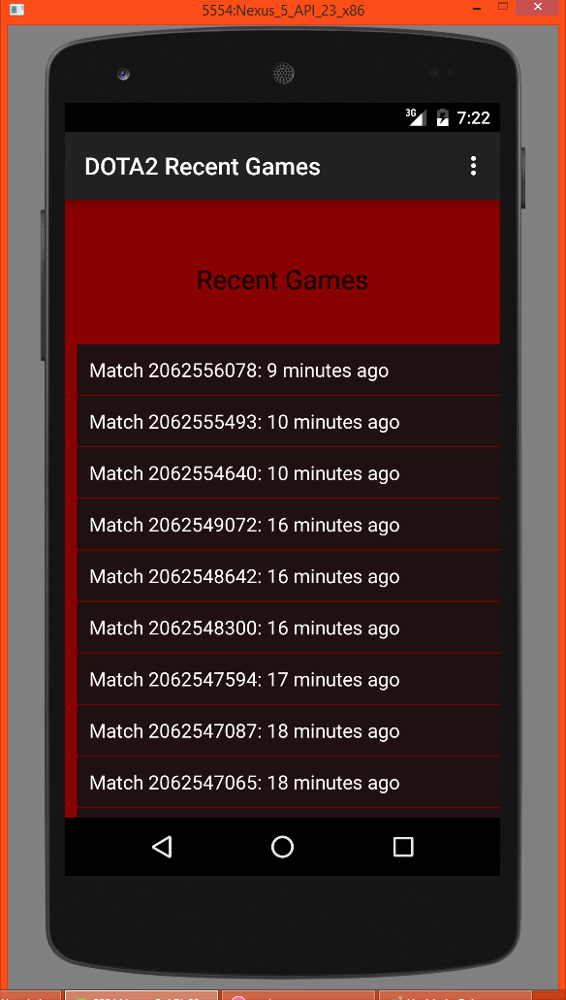 5554:Nexus_5_API_23_x86
3G 7:22
DOTA2 Recent Games
Recent Games
Match 2062556078: 9 minutes ago
Match 2062555493: 10 minutes ago
Match 2062554640: 10 minutes ago
Match 2062549072: 16 minutes ago
Match 2062548642: 16 minutes ago
Match 2062548300: 16 minutes ago
Match 2062547594: 17 minutes ago
Match 2062547087: 18 minutes ago
Match 2062547065: 18 minutes ago